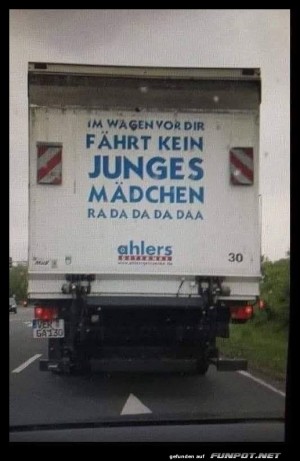 IM WAGEN VOR DIR
FÄHRT KEIN
JUNGES
MÄDCHEN
RA DA DA DA DAA
ahlers
30
gefunden auf FUNPOT.NET